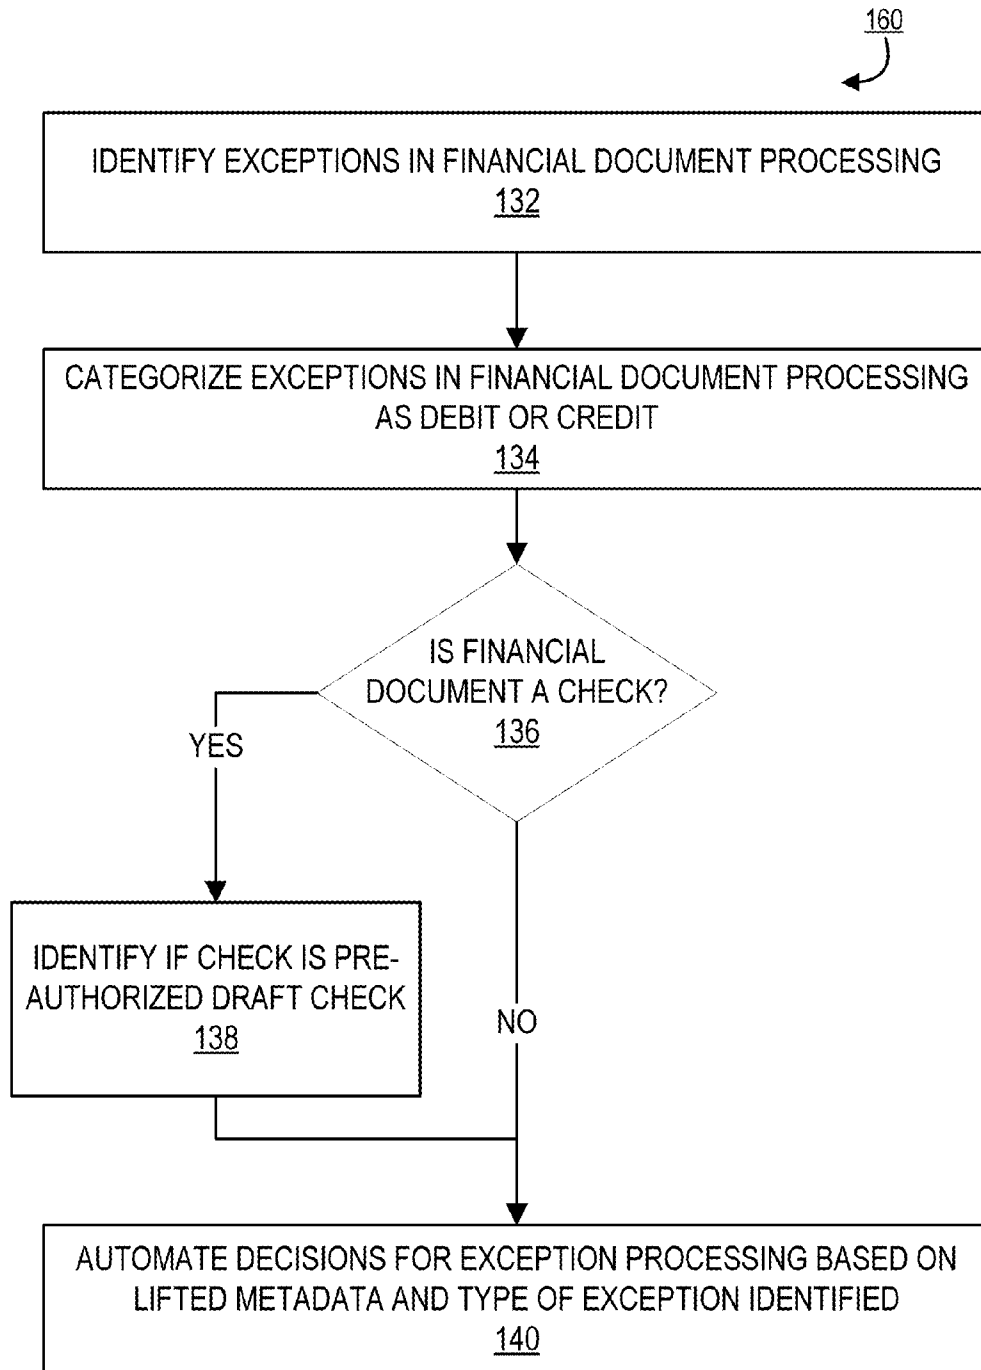 160
IDENTIFY EXCEPTIONS IN FINANCIAL DOCUMENT PROCESSING
132
CATEGORIZE EXCEPTIONS IN FINANCIAL DOCUMENT PROCESSING
AS DEBIT OR CREDIT
134
IS FINANCIAL
DOCUMENT A CHECK?
136
YES
IDENTIFY IF CHECK IS PRE-
AUTHORIZED DRAFT CHECK
138
NO
AUTOMATE DECISIONS FOR EXCEPTION PROCESSING BASED ON
LIFTED METADATA AND TYPE OF EXCEPTION IDENTIFIED
140